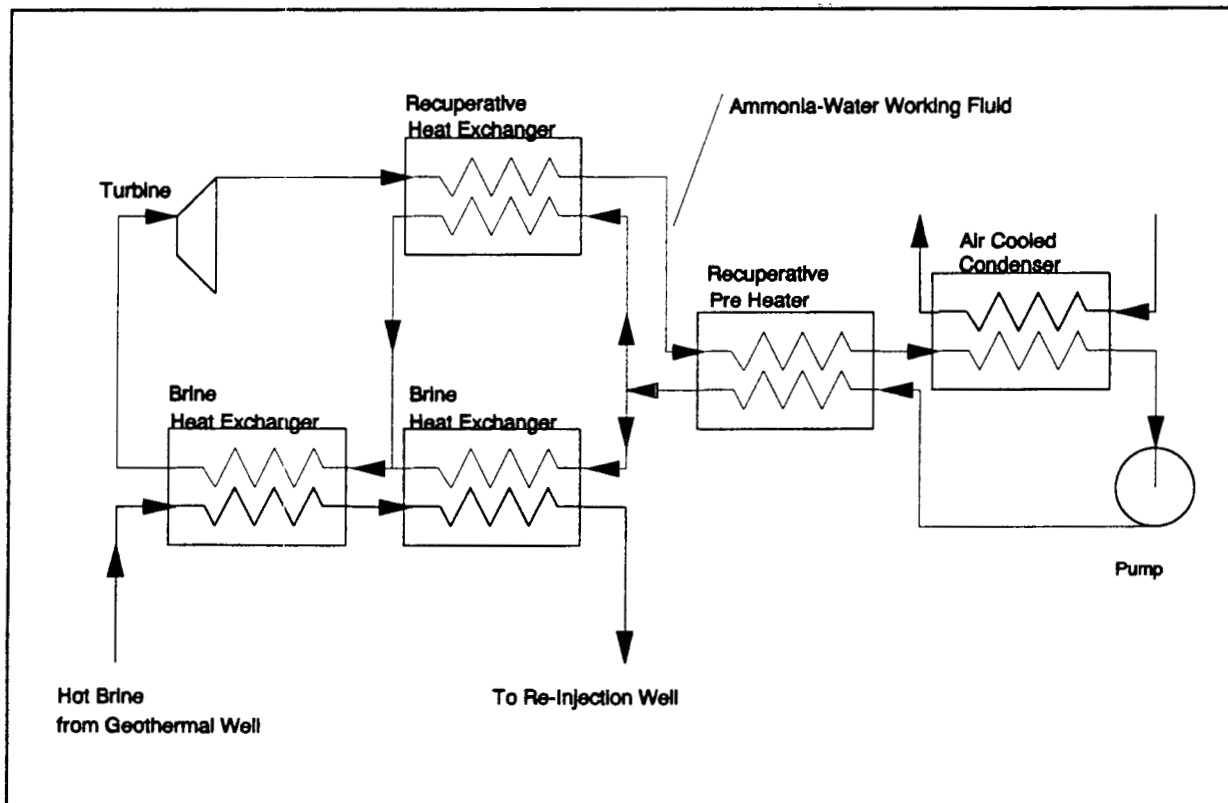 Recuperative
Heat Exchanger
Ammonia-Water Working Fluid
Turbine
Air Cooled
Condenser
Recuperative
Pre Heater
Brine
Heat Exchanger
Brine
Heat Exchanger
Pump
Hot Brine
from Geothermal Well
To Re-Injection Well